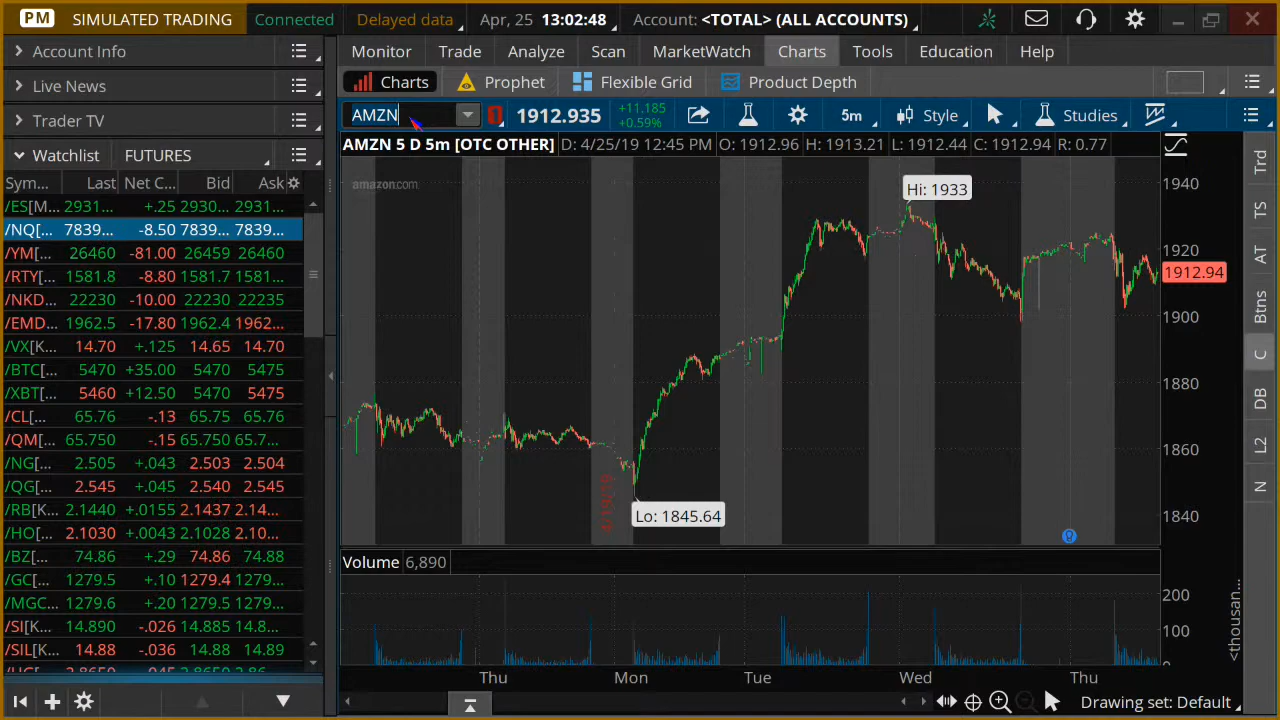 PM SIMULATED TRADING Connected Delayed data Apr, 25 13:02:48 Account: <TOTAL> (ALL ACCOUNTS)
Account Info
Live News
Trader TV
Watchlist FUTURES
Sym... Last Net C... Bid Ask
/ES[M... 2931... +.25 2930... 2931...
/NQ[... 7839... -8.50 7839... 7839...
/YM[... 26460 -81.00 26459 26460
/RTY[... 1581.8 -8.80 1581.7 1581...
/NKD... 22230 -10.00 22230 22235
/EMD... 1962.5 -17.80 1962.4 1962...
/VX[K... 14.70 +.125 14.65 14.70
/BTC[... 5470 +35.00 5470 5475
/XBT[... 5460 +12.50 5470 5475
/CL[... 65.76 -.13 65.75 65.76
/QM[... 65.750 -.15 65.750 65.7...
/NG[... 2.505 +.043 2.503 2.504
/QG[... 2.545 +.045 2.540 2.545
/RB[K... 2.1440 +.0155 2.1437 2.14...
/HO[... 2.1030 +.0043 2.1028 2.10...
/BZ[... 74.86 +.29 74.86 74.88
/GC[... 1279.5 +.10 1279.4 1279...
/MGC... 1279.6 +.20 1279.5 1279...
/SI[K... 14.890 -.026 14.885 14.8...
/SIL[K... 14.88 -.036 14.88 14.89
Monitor Trade Analyze Scan MarketWatch Charts Tools Education Help
Charts Prophet Flexible Grid Product Depth
AMZN 1912.935 +11.185 +0.59% 5m Style Studies
AMZN 5 D 5m [OTC OTHER] D: 4/25/19 12:45 PM O: 1912.96 H: 1913.21 L: 1912.44 C: 1912.94 R: 0.77
amazon.com
Hi: 1933
Lo: 1845.64
4/19/19
1940
1920
1912.94
1900
1880
1860
1840
Volume 6,890
200
100
0
<thousan...
Thu Mon Tue Wed Thu
Drawing set: Default
Trd
TS
AT
Btns
C
DB
L2
N